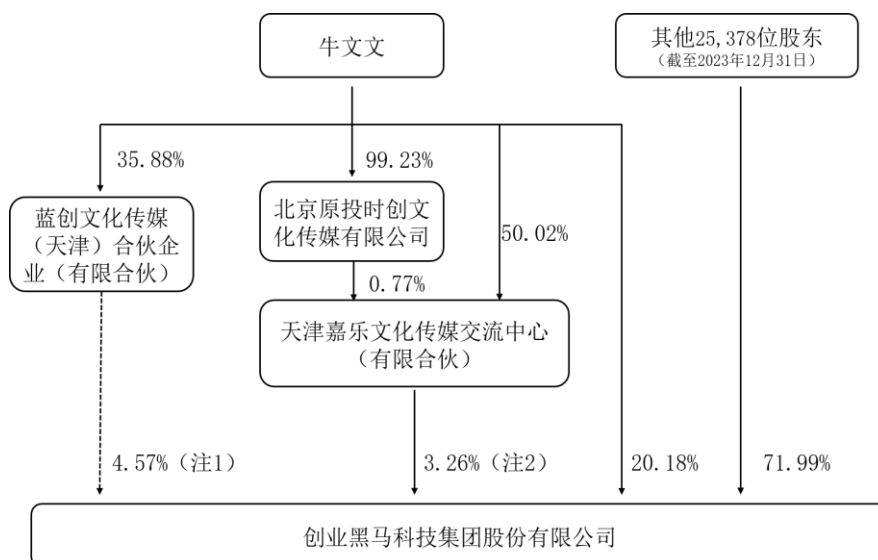 牛文文
其他25,378位股东
（截至2023年12月31日）
35.88%
99.23%
蓝创文化传媒
（天津）合伙企
业（有限合伙）
北京原投时创文
化传媒有限公司
50.02%
0.77%
天津嘉乐文化传媒交流中心
（有限合伙）
4.57%（注1）
3.26%（注2）
20.18%
71.99%
创业黑马科技集团股份有限公司